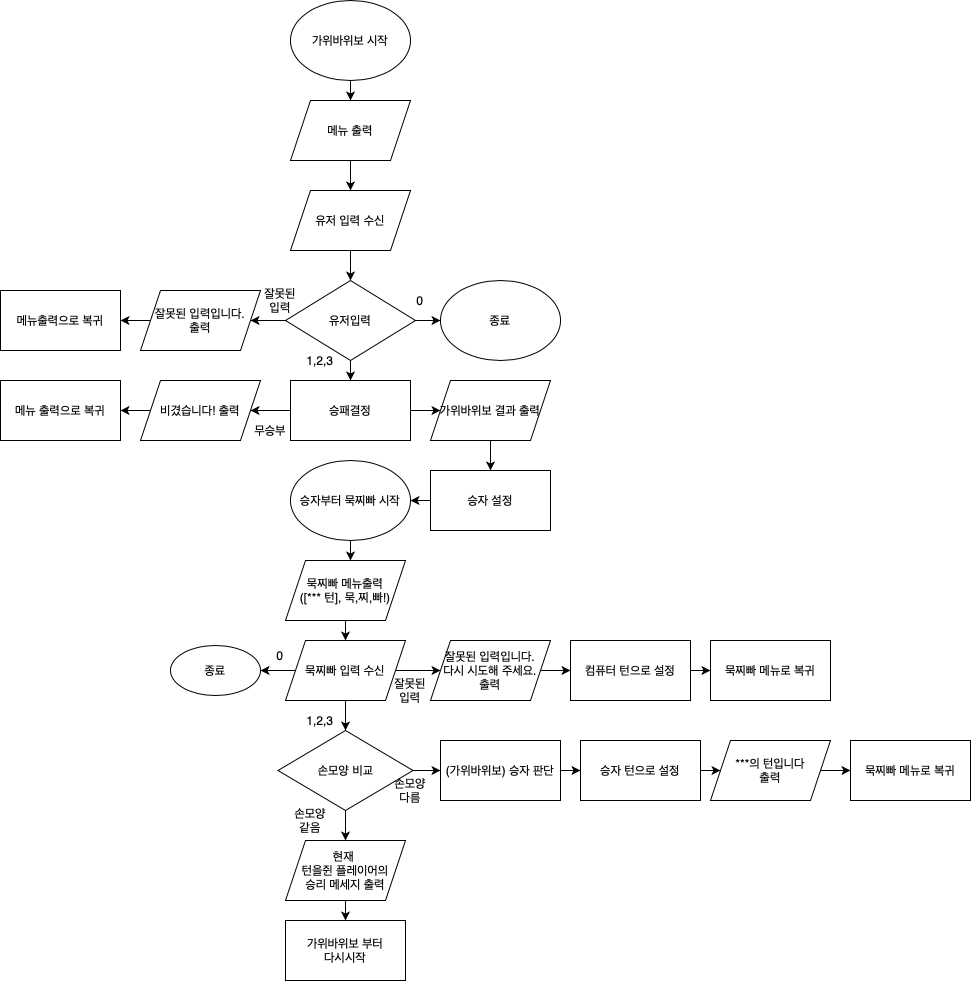 가위바위보 시작
메뉴 출력
유저 입력 수신
메뉴출력으로 복귀
잘못된 입력입니다.
출력
잘못된
입력
유저입력
0
종료
1,2,3
메뉴 출력으로 복귀
비겼습니다! 출력
무승부
승패결정
가위바위보 결과 출력
승자부터 묵찌빠 시작
승자 설정
묵찌빠 메뉴출력
([*** 턴], 묵,찌,빠!)
종료
0
묵찌빠 입력 수신
잘못된
입력
잘못된 입력입니다.
다시 시도해 주세요.
출력
컴퓨터 턴으로 설정
묵찌빠 메뉴로 복귀
1,2,3
손모양 비교
손모양
다름
(가위바위보) 승자 판단
승자 턴으로 설정
***의 턴입니다
출력
묵찌빠 메뉴로 복귀
손모양
같음
현재
턴을쥔 플레이어의
승리 메세지 출력
가위바위보 부터
다시시작